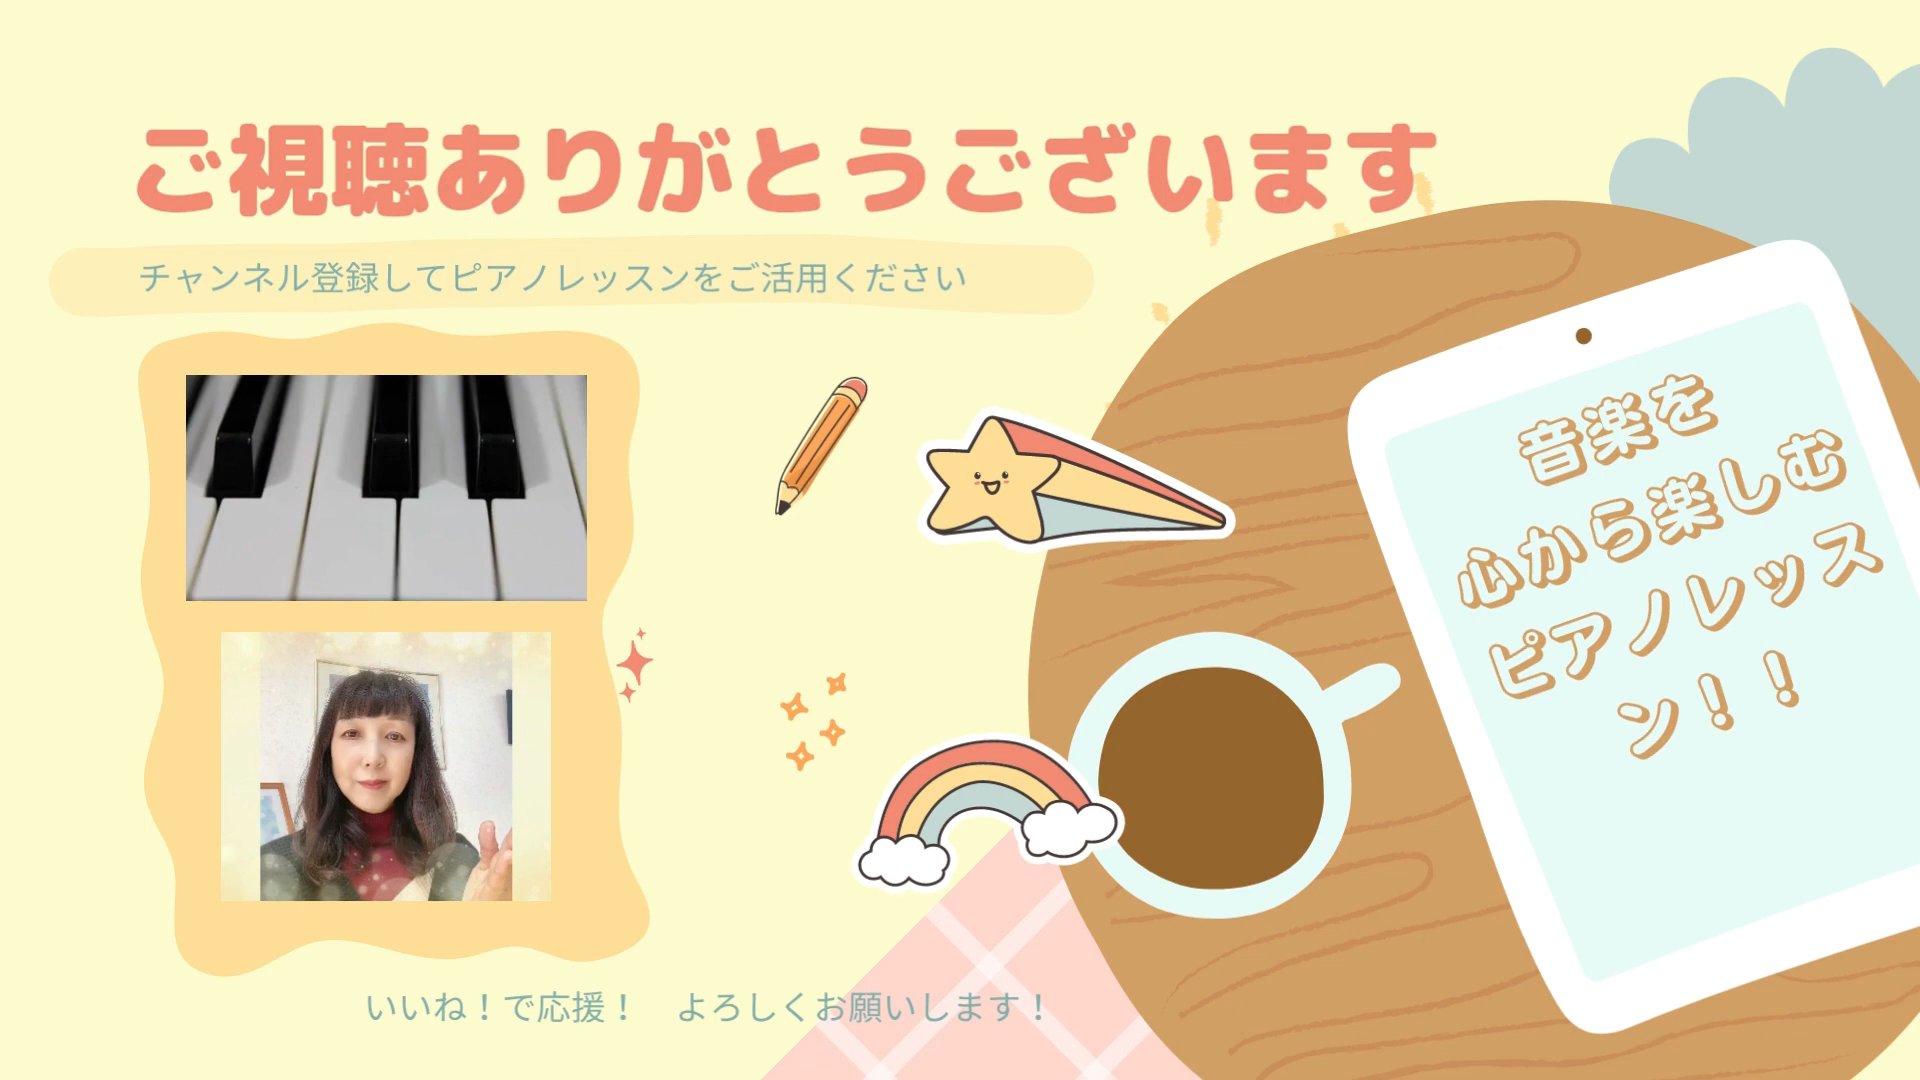 ご視聴ありがとうございます
チャンネル登録してピアノレッスンをご活用ください
音楽を
心から楽しむ
ピアノレッス
ン！！
いいね！で応援！　よろしくお願いします！